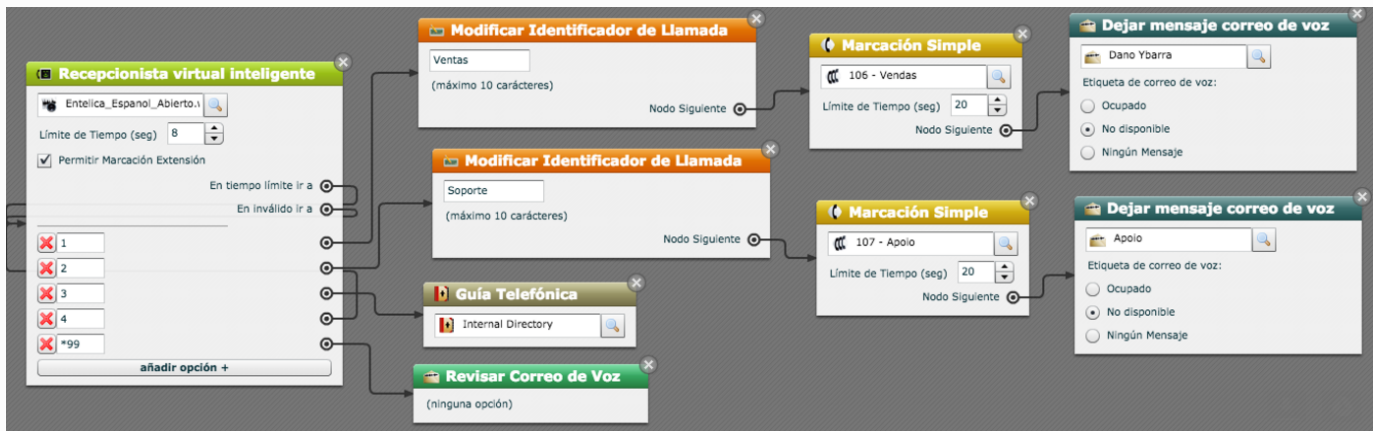 Recepcionista virtual inteligente
Entelica_Espanol_Abierto.
Límite de Tiempo (seg) 8
Permitir Marcación Extensión
En tiempo límite ir a
En inválido ir a
1
2
3
4
*99
añadir opción +
Modificar Identificador de Llamada
Ventas
(máximo 10 carácteres)
Nodo Siguiente
Marcación Simple
106 - Vendas
Límite de Tiempo (seg) 20
Nodo Siguiente
Dejar mensaje correo de voz
Dano Ybarra
Etiqueta de correo de voz:
Ocupado
No disponible
Ningún Mensaje
Modificar Identificador de Llamada
Soporte
(máximo 10 carácteres)
Nodo Siguiente
Marcación Simple
107 - Apoio
Límite de Tiempo (seg) 20
Nodo Siguiente
Dejar mensaje correo de voz
Apoio
Etiqueta de correo de voz:
Ocupado
No disponible
Ningún Mensaje
Guía Telefónica
Internal Directory
Revisar Correo de Voz
(ninguna opción)